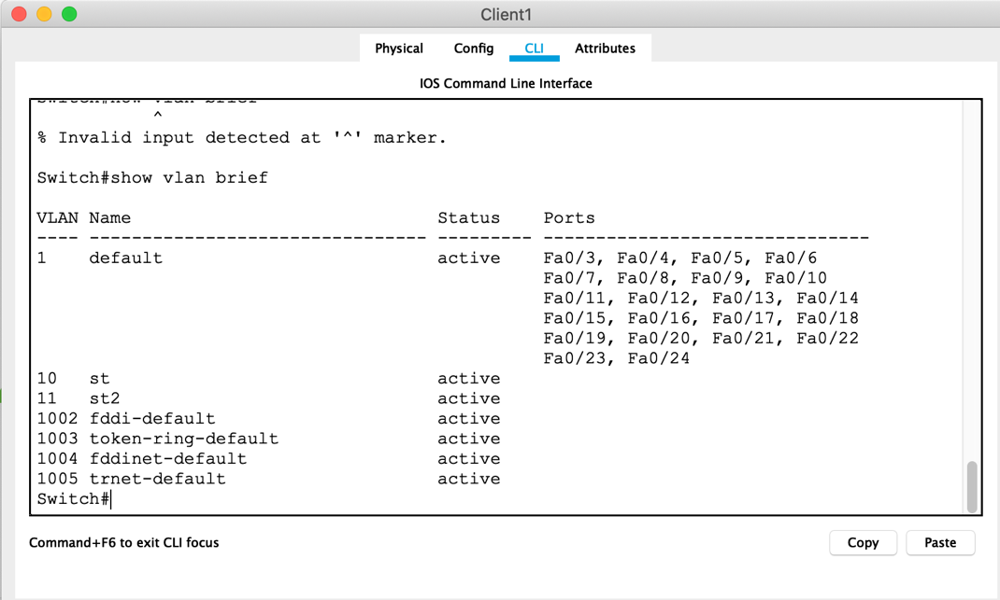 Client1
Physical Config CLI Attributes
IOS Command Line Interface
^
% Invalid input detected at '^' marker.
Switch#show vlan brief
VLAN Name Status Ports
---- -------------------------------- --------- -------------------------------
1 default active Fa0/3, Fa0/4, Fa0/5, Fa0/6
Fa0/7, Fa0/8, Fa0/9, Fa0/10
Fa0/11, Fa0/12, Fa0/13, Fa0/14
Fa0/15, Fa0/16, Fa0/17, Fa0/18
Fa0/19, Fa0/20, Fa0/21, Fa0/22
Fa0/23, Fa0/24
10 st active
11 st2 active
1002 fddi-default active
1003 token-ring-default active
1004 fddinet-default active
1005 trnet-default active
Switch#
Command+F6 to exit CLI focus
Copy Paste